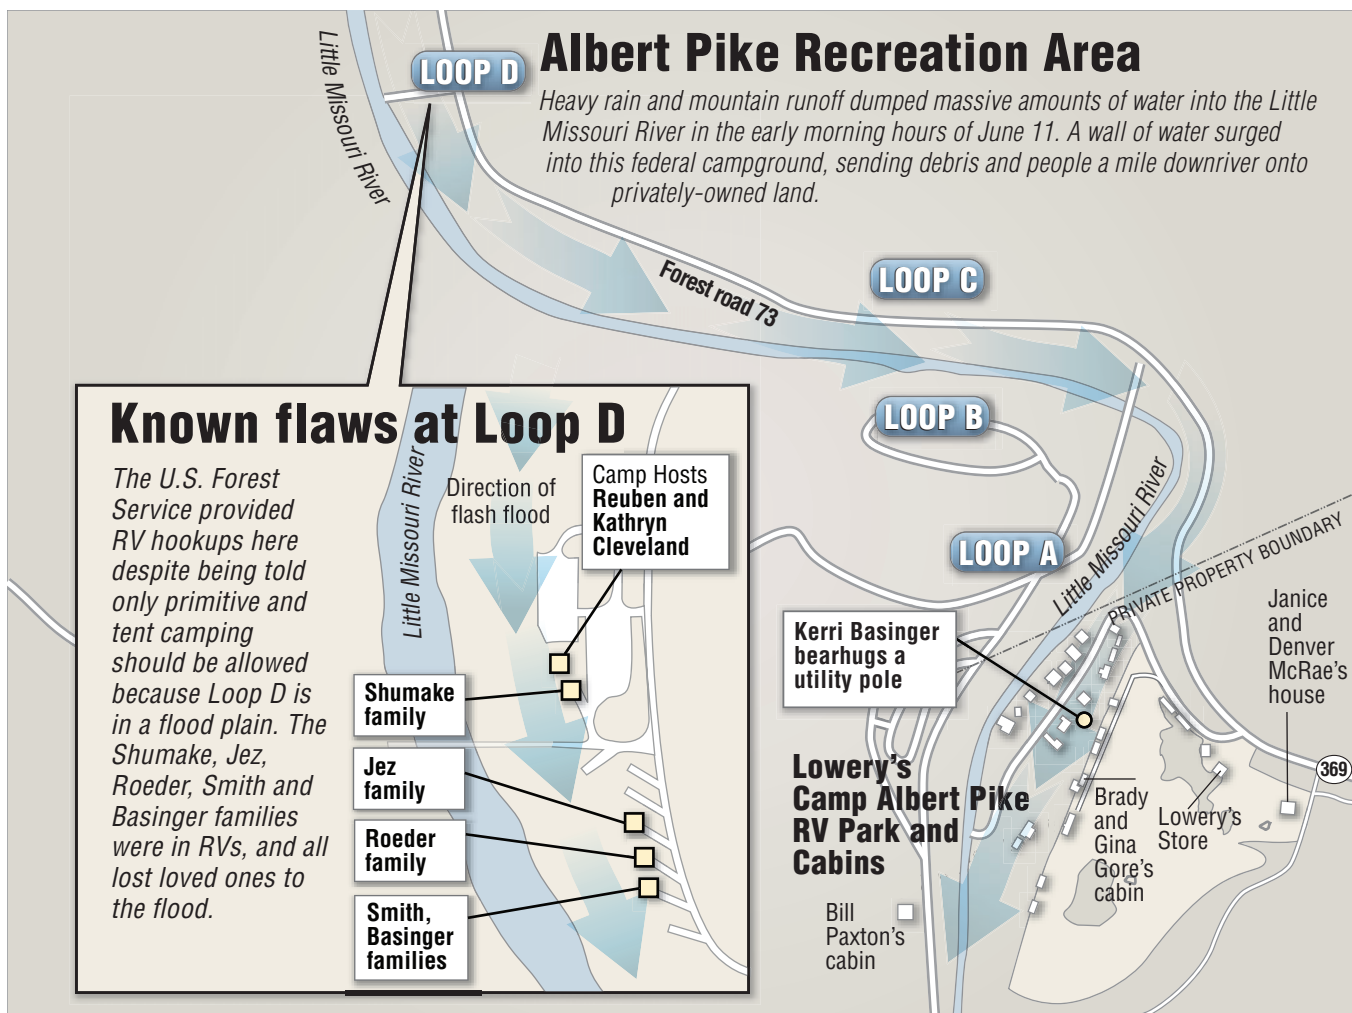 Albert Pike Recreation Area
Heavy rain and mountain runoff dumped massive amounts of water into the Little
Missouri River in the early morning hours of June 11. A wall of water surged
into this federal campground, sending debris and people a mile downriver onto
privately-owned land.
LOOP D
Little Missouri River
Forest road 73
LOOP C
LOOP B
LOOP A
Little Missouri River
PRIVATE PROPERTY BOUNDARY
Known flaws at Loop D
The U.S. Forest
Service provided
RV hookups here
despite being told
only primitive and
tent camping
should be allowed
because Loop D is
in a flood plain. The
Shumake, Jez,
Roeder, Smith and
Basinger families
were in RVs, and all
lost loved ones to
the flood.
Little Missouri River
Direction of
flash flood
Camp Hosts
Reuben and
Kathryn
Cleveland
Shumake
family
Jez
family
Roeder
family
Smith,
Basinger
families
Kerri Basinger
bearhugs a
utility pole
Lowery's
Camp Albert Pike
RV Park and
Cabins
Bill
Paxton's
cabin
Brady
and
Gina
Gore's
cabin
Lowery's
Store
Janice
and
Denver
McRae's
house
369